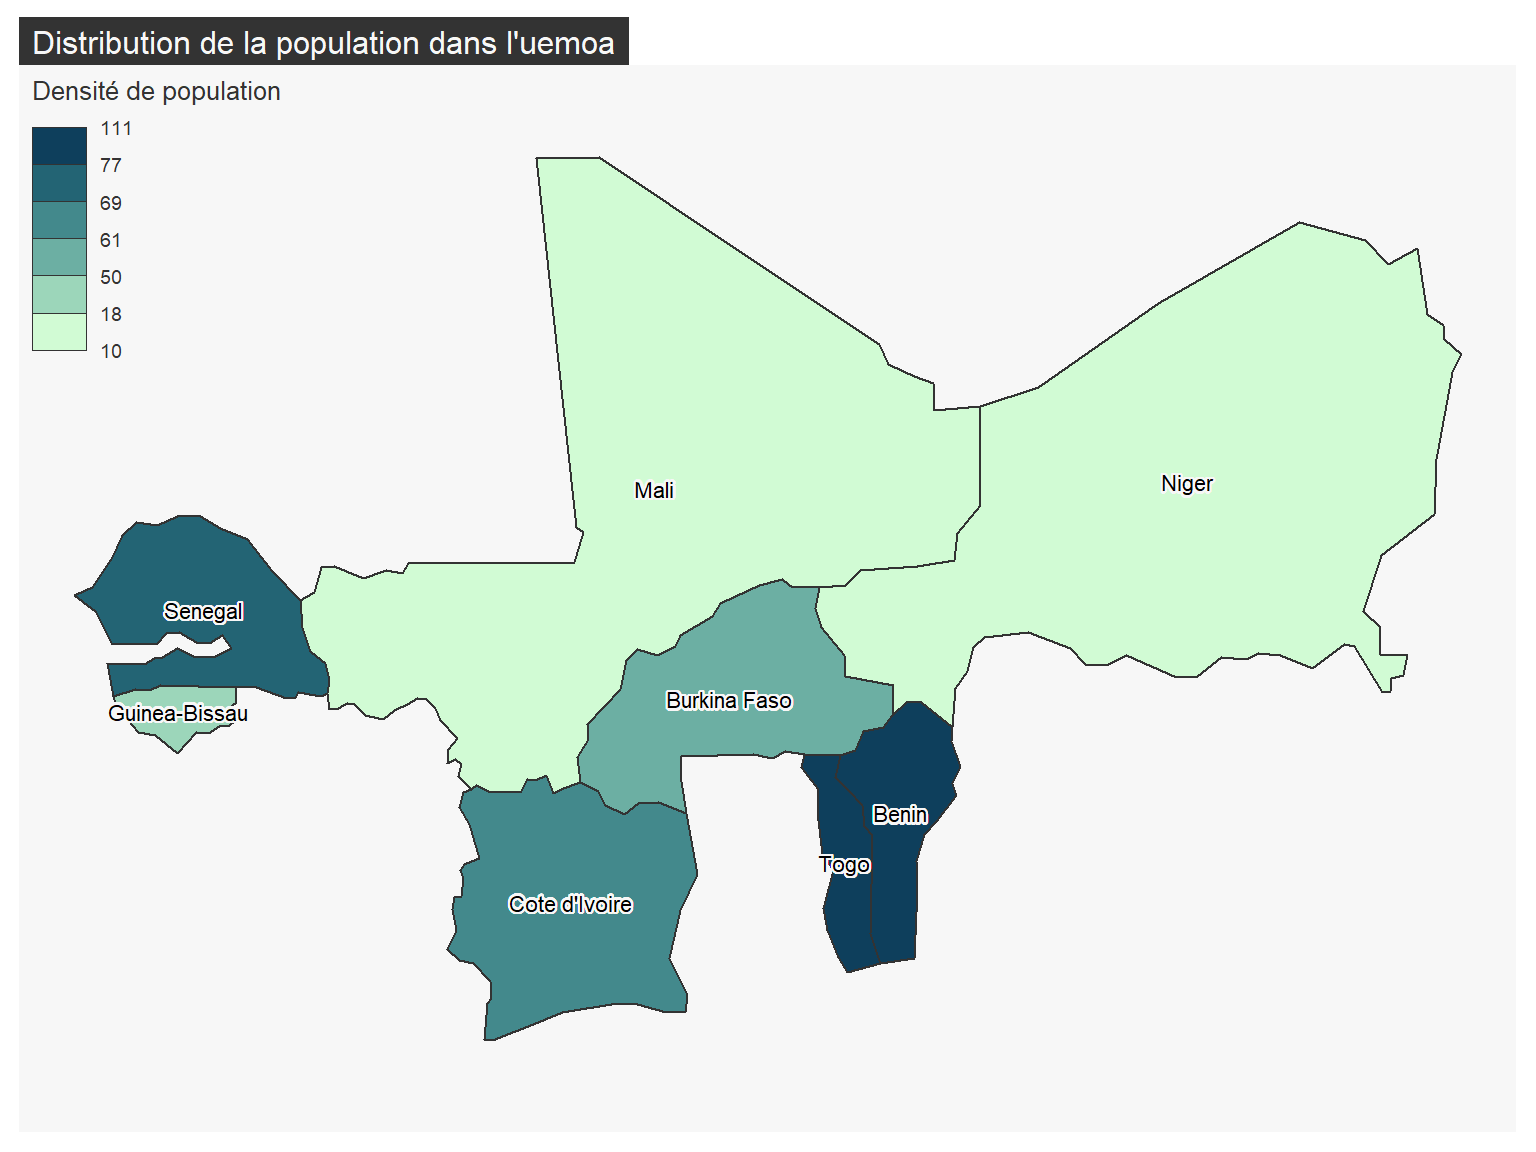 Distribution de la population dans l'uemoa
Densité de population
111
77
69
61
50
18
10
Mali
Niger
Senegal
Burkina Faso
Guinea-Bissau
Benin
Togo
Cote d'Ivoire